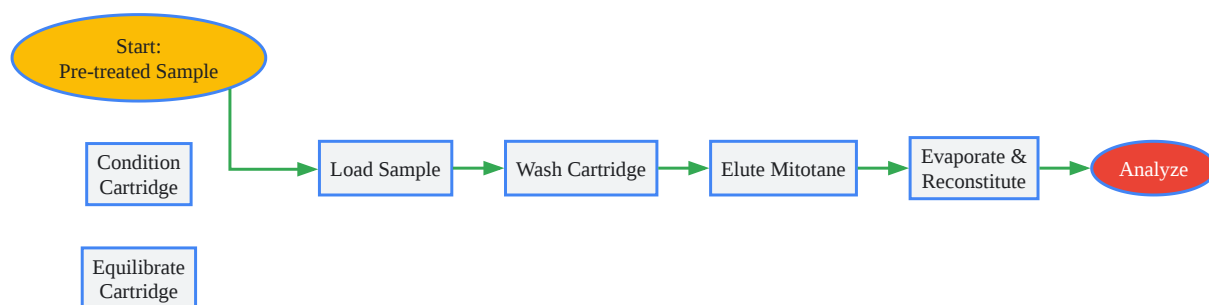 Start:
Pre-treated Sample
Condition
Cartridge
Load Sample
Wash Cartridge
Elute Mitotane
Evaporate &
Reconstitute
Analyze
Equilibrate
Cartridge